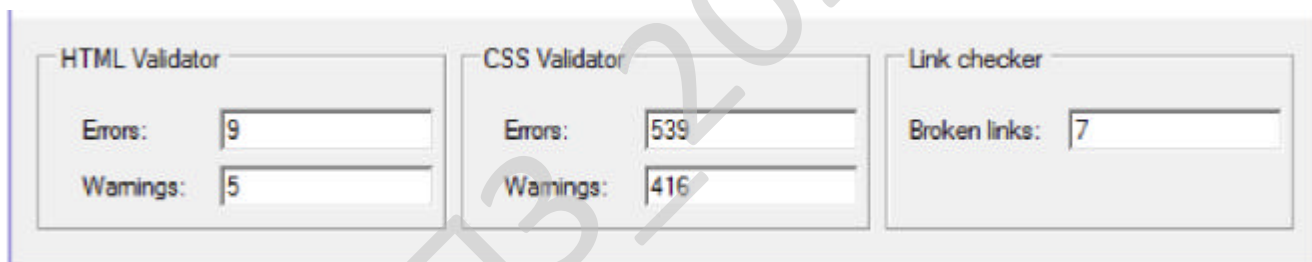 HTML Validator
Errors: 9
Warnings: 5
CSS Validator
Errors: 539
Warnings: 416
Link checker
Broken links: 7